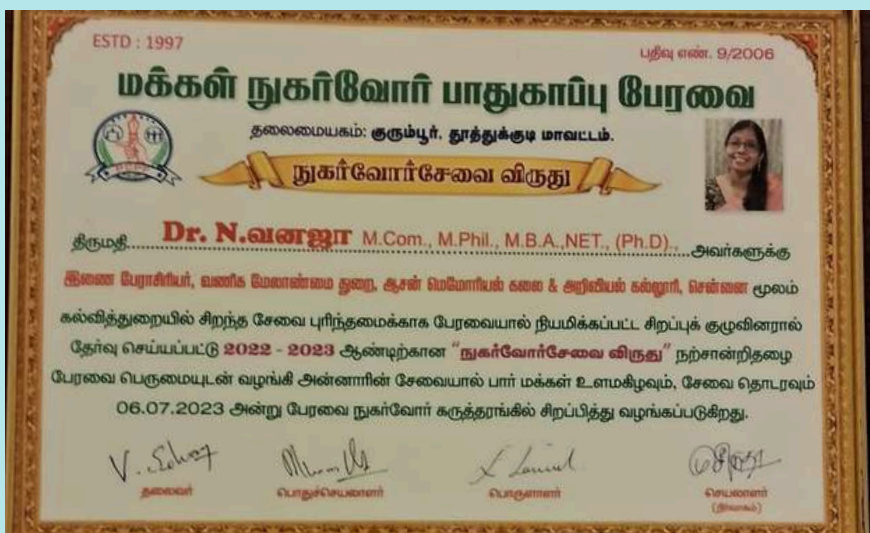 ESTD : 1997
பதிவு எண். 9/2006
மக்கள் நுகர்வோர் பாதுகாப்பு பேரவை
தலைமையகம்: குரும்பூர், தூத்துக்குடி மாவட்டம்.
நுகர்வோர்சேவை விருது
திருமதி......Dr. N.வனஜா M.Com., M.Phil., M.B.A.,NET., (Ph.D)., ...அவர்களுக்கு
இணை பேராசிரியர், வணிக மேலாண்மை துறை, ஆசன் மெமோரியல் கலை & அறிவியல் கல்லூரி, சென்னை மூலம்
கல்வித்துறையில் சிறந்த சேவை புரிந்தமைக்காக பேரவையால் நியமிக்கப்பட்ட சிறப்புக் குழுவினரால்
தேர்வு செய்யப்பட்டு 2022 - 2023 ஆண்டிற்கான "நுகர்வோர்சேவை விருது" நற்சான்றிதழை
பேரவை பெருமையுடன் வழங்கி அன்னாரின் சேவையால் பார் மக்கள் உளமகிழவும், சேவை தொடரவும்
06.07.2023 அன்று பேரவை நுகர்வோர் கருத்தரங்கில் சிறப்பித்து வழங்கப்படுகிறது.
தலைவர்
பொதுச்செயலாளர்
பொருளாளர்
செயலாளர்
(நிர்வாகம்)